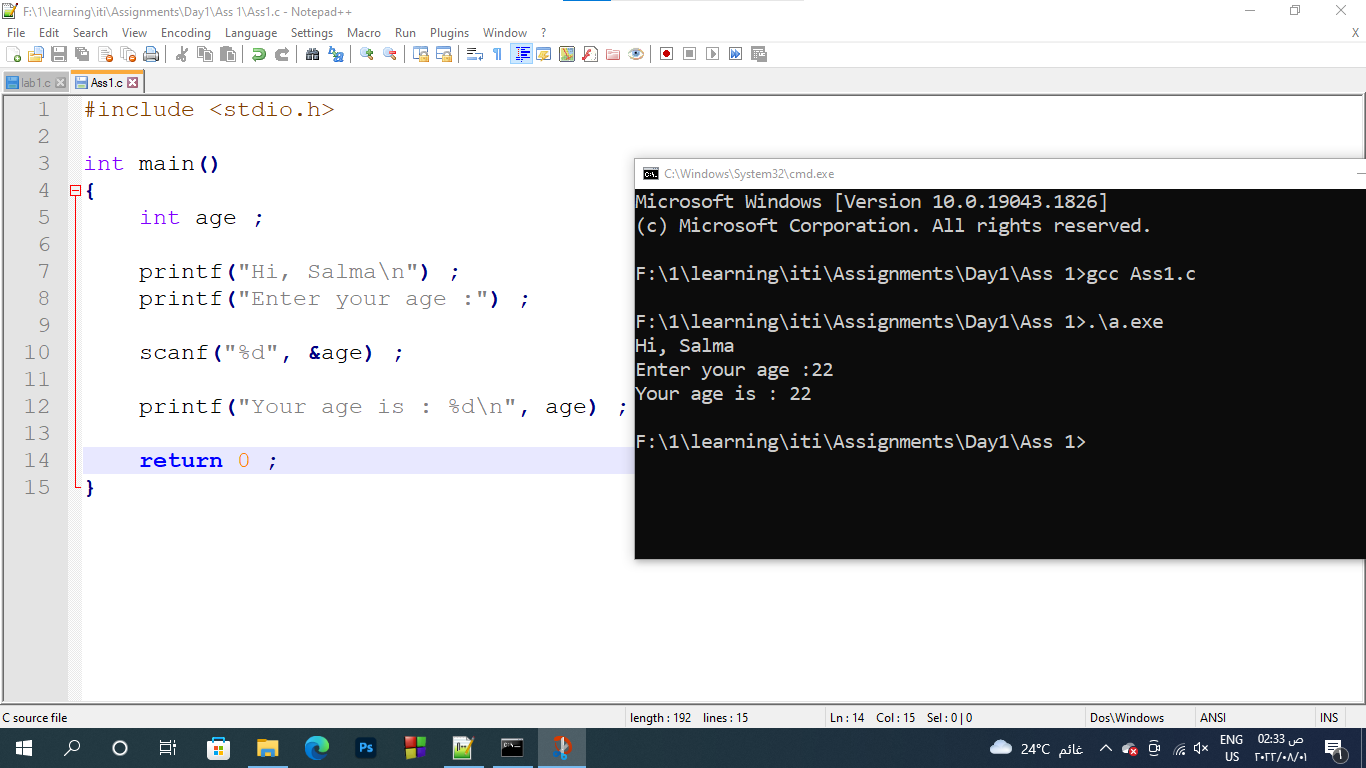 F:\1\learning\iti\Assignments\Day1\Ass 1\Ass1.c - Notepad++
File Edit Search View Encoding Language Settings Macro Run Plugins Window ? X
lab1.c Ass1.c
1 #include <stdio.h>
2
3 int main()
4 {
5 int age ;
6
7 printf("Hi, Salma\n") ;
8 printf("Enter your age :") ;
9
10 scanf("%d", &age) ;
11
12 printf("Your age is : %d\n", age) ;
13
14 return 0 ;
15 }
C:\Windows\System32\cmd.exe
Microsoft Windows [Version 10.0.19043.1826]
(c) Microsoft Corporation. All rights reserved.
F:\1\learning\iti\Assignments\Day1\Ass 1>gcc Ass1.c
F:\1\learning\iti\Assignments\Day1\Ass 1>.\a.exe
Hi, Salma
Enter your age :22
Your age is : 22
F:\1\learning\iti\Assignments\Day1\Ass 1>
C source file length : 192 lines : 15 Ln : 14 Col : 15 Sel : 0 | 0 Dos\Windows ANSI INS
Ps
24°C غائم
ENG
US
02:33 ص
٢٠٢٢/٠٨/٠١
1